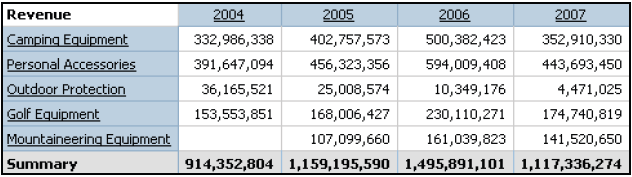 Revenue 2004 2005 2006 2007
Camping Equipment 332,986,338 402,757,573 500,382,423 352,910,330
Personal Accessories 391,647,094 456,323,356 594,009,408 443,693,450
Outdoor Protection 36,165,521 25,008,574 10,349,176 4,471,025
Golf Equipment 153,553,851 168,006,427 230,110,271 174,740,819
Mountaineering Equipment 107,099,660 161,039,823 141,520,650
Summary 914,352,804 1,159,195,590 1,495,891,101 1,117,336,274